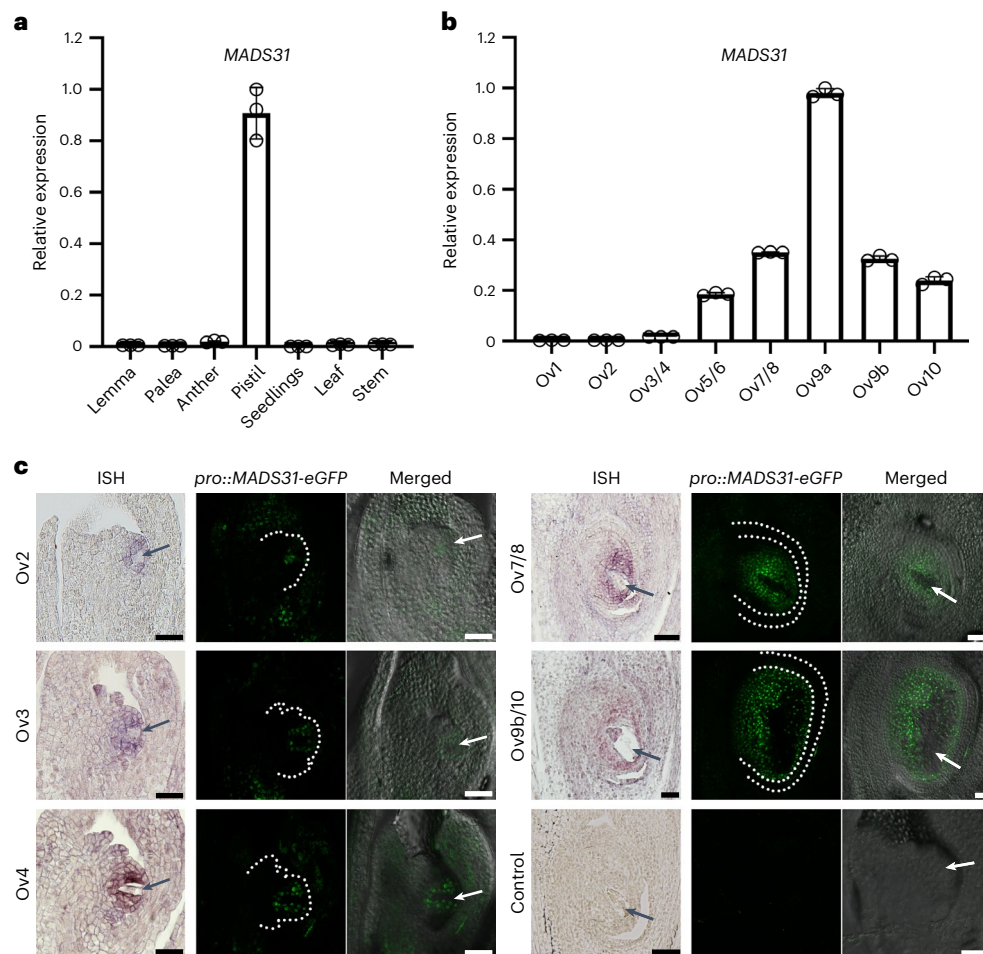 a
MADS31
Relative expression
1.2
1.0
0.8
0.6
0.4
0.2
0
Lemma
Palea
Anther
Pistil
Seedlings
Leaf
Stem
b
MADS31
Relative expression
1.2
1.0
0.8
0.6
0.4
0.2
0
Ov1
Ov2
Ov3/4
Ov5/6
Ov7/8
Ov9a
Ov9b
Ov10
c
ISH
pro::MADS31-eGFP
Merged
Ov2
Ov3
Ov4
ISH
pro::MADS31-eGFP
Merged
Ov7/8
Ov9b/10
Control